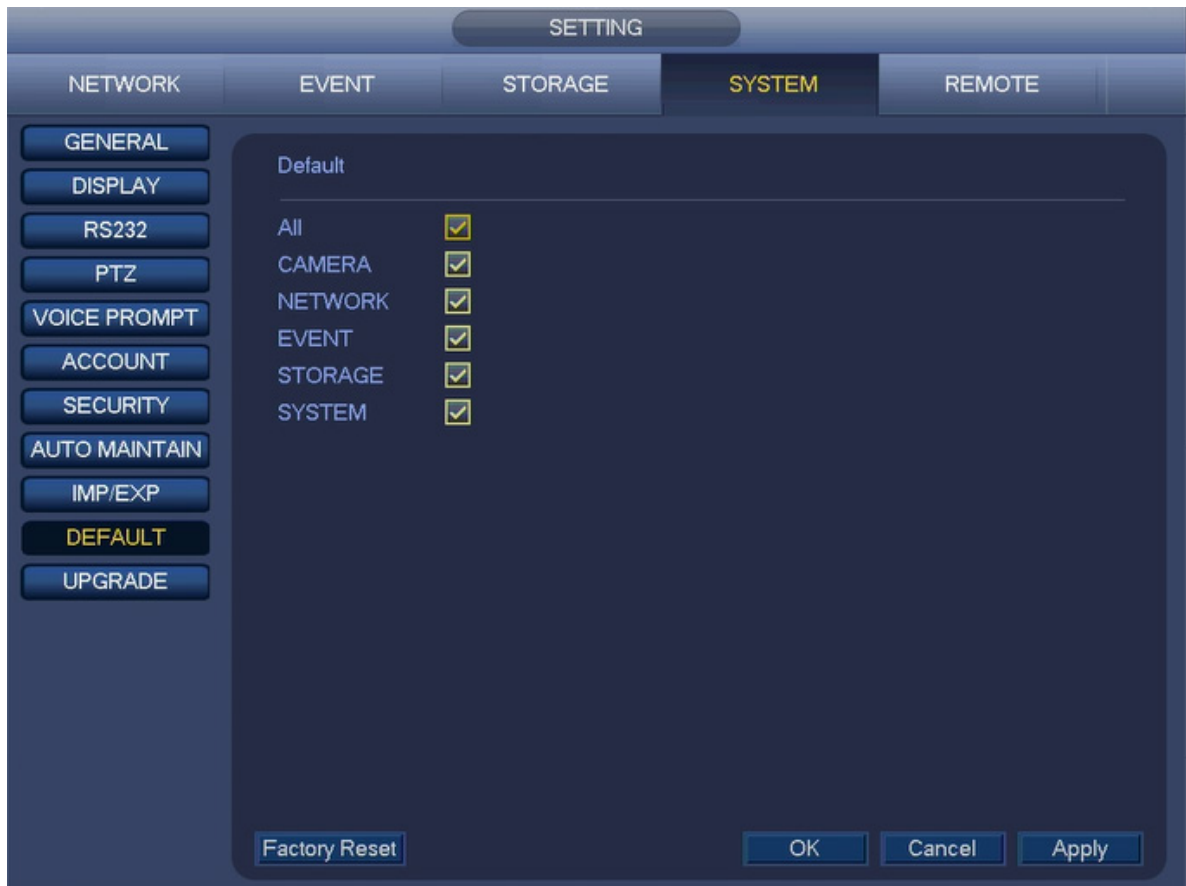 SETTING
NETWORK EVENT STORAGE SYSTEM REMOTE
GENERAL
DISPLAY
RS232
PTZ
VOICE PROMPT
ACCOUNT
SECURITY
AUTO MAINTAIN
IMP/EXP
DEFAULT
UPGRADE
Default
All
CAMERA
NETWORK
EVENT
STORAGE
SYSTEM
Factory Reset OK Cancel Apply